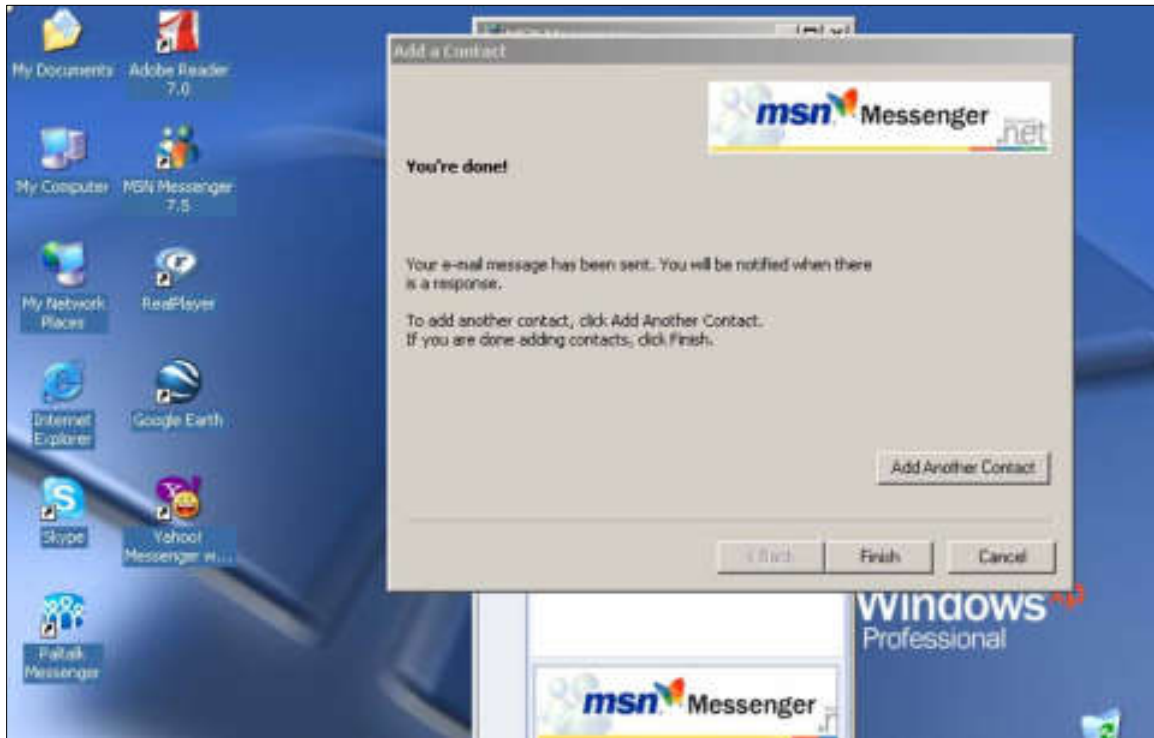 My Documents
Adobe Reader
7.0
My Computer
MSN Messenger
7.5
My Network
Places
RealPlayer
Internet
Explorer
Google Earth
Skype
Yahoo!
Messenger w...
Paltalk
Messenger
Add a Contact
msn Messenger
.net
You're done!
Your e-mail message has been sent. You will be notified when there
is a response.
To add another contact, click Add Another Contact.
If you are done adding contacts, click Finish.
Add Another Contact
< Back
Finish
Cancel
Windows xp
Professional
msn Messenger